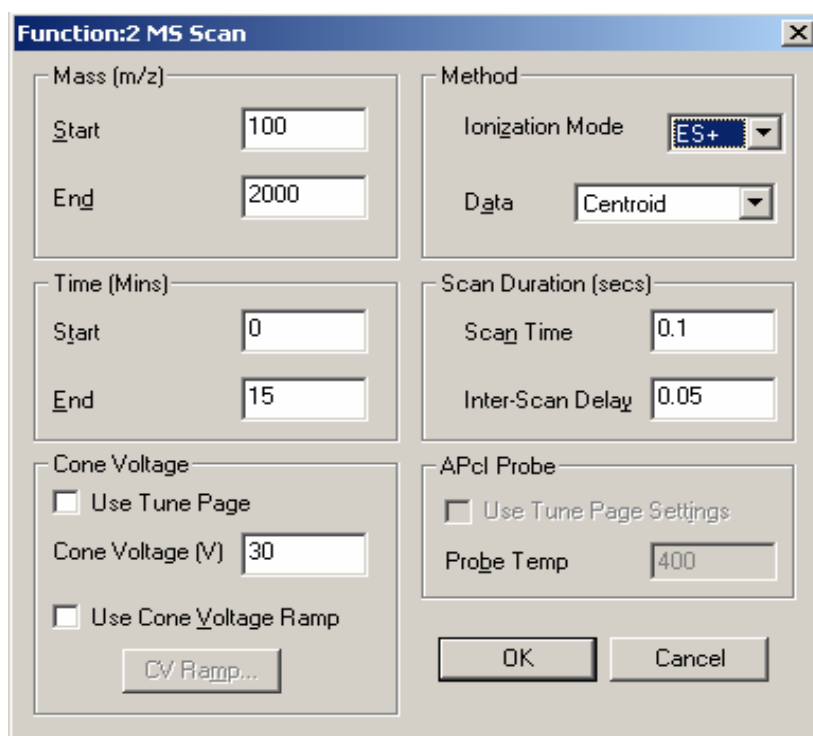 Function:2 MS Scan
Mass (m/z)
Start 100
End 2000
Method
Ionization Mode ES+
Data Centroid
Time (Mins)
Start 0
End 15
Scan Duration (secs)
Scan Time 0.1
Inter-Scan Delay 0.05
Cone Voltage
Use Tune Page
Cone Voltage (V) 30
Use Cone Voltage Ramp
CV Ramp...
APcI Probe
Use Tune Page Settings
Probe Temp 400
OK
Cancel